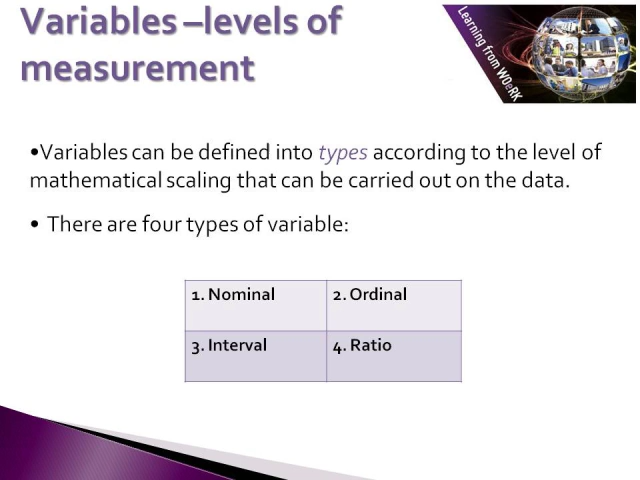 Variables –levels of
measurement
Learning from WOeRK
•Variables can be defined into types according to the level of
mathematical scaling that can be carried out on the data.
• There are four types of variable:
1. Nominal
2. Ordinal
3. Interval
4. Ratio